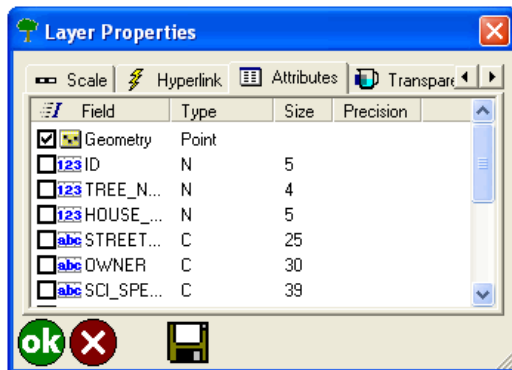 Layer Properties
Scale Hyperlink Attributes Transpare
Field Type Size Precision
Geometry Point
123 ID N 5
123 TREE_N... N 4
123 HOUSE_... N 5
abc STREET... C 25
abc OWNER C 30
abc SCI_SPE... C 39
ok